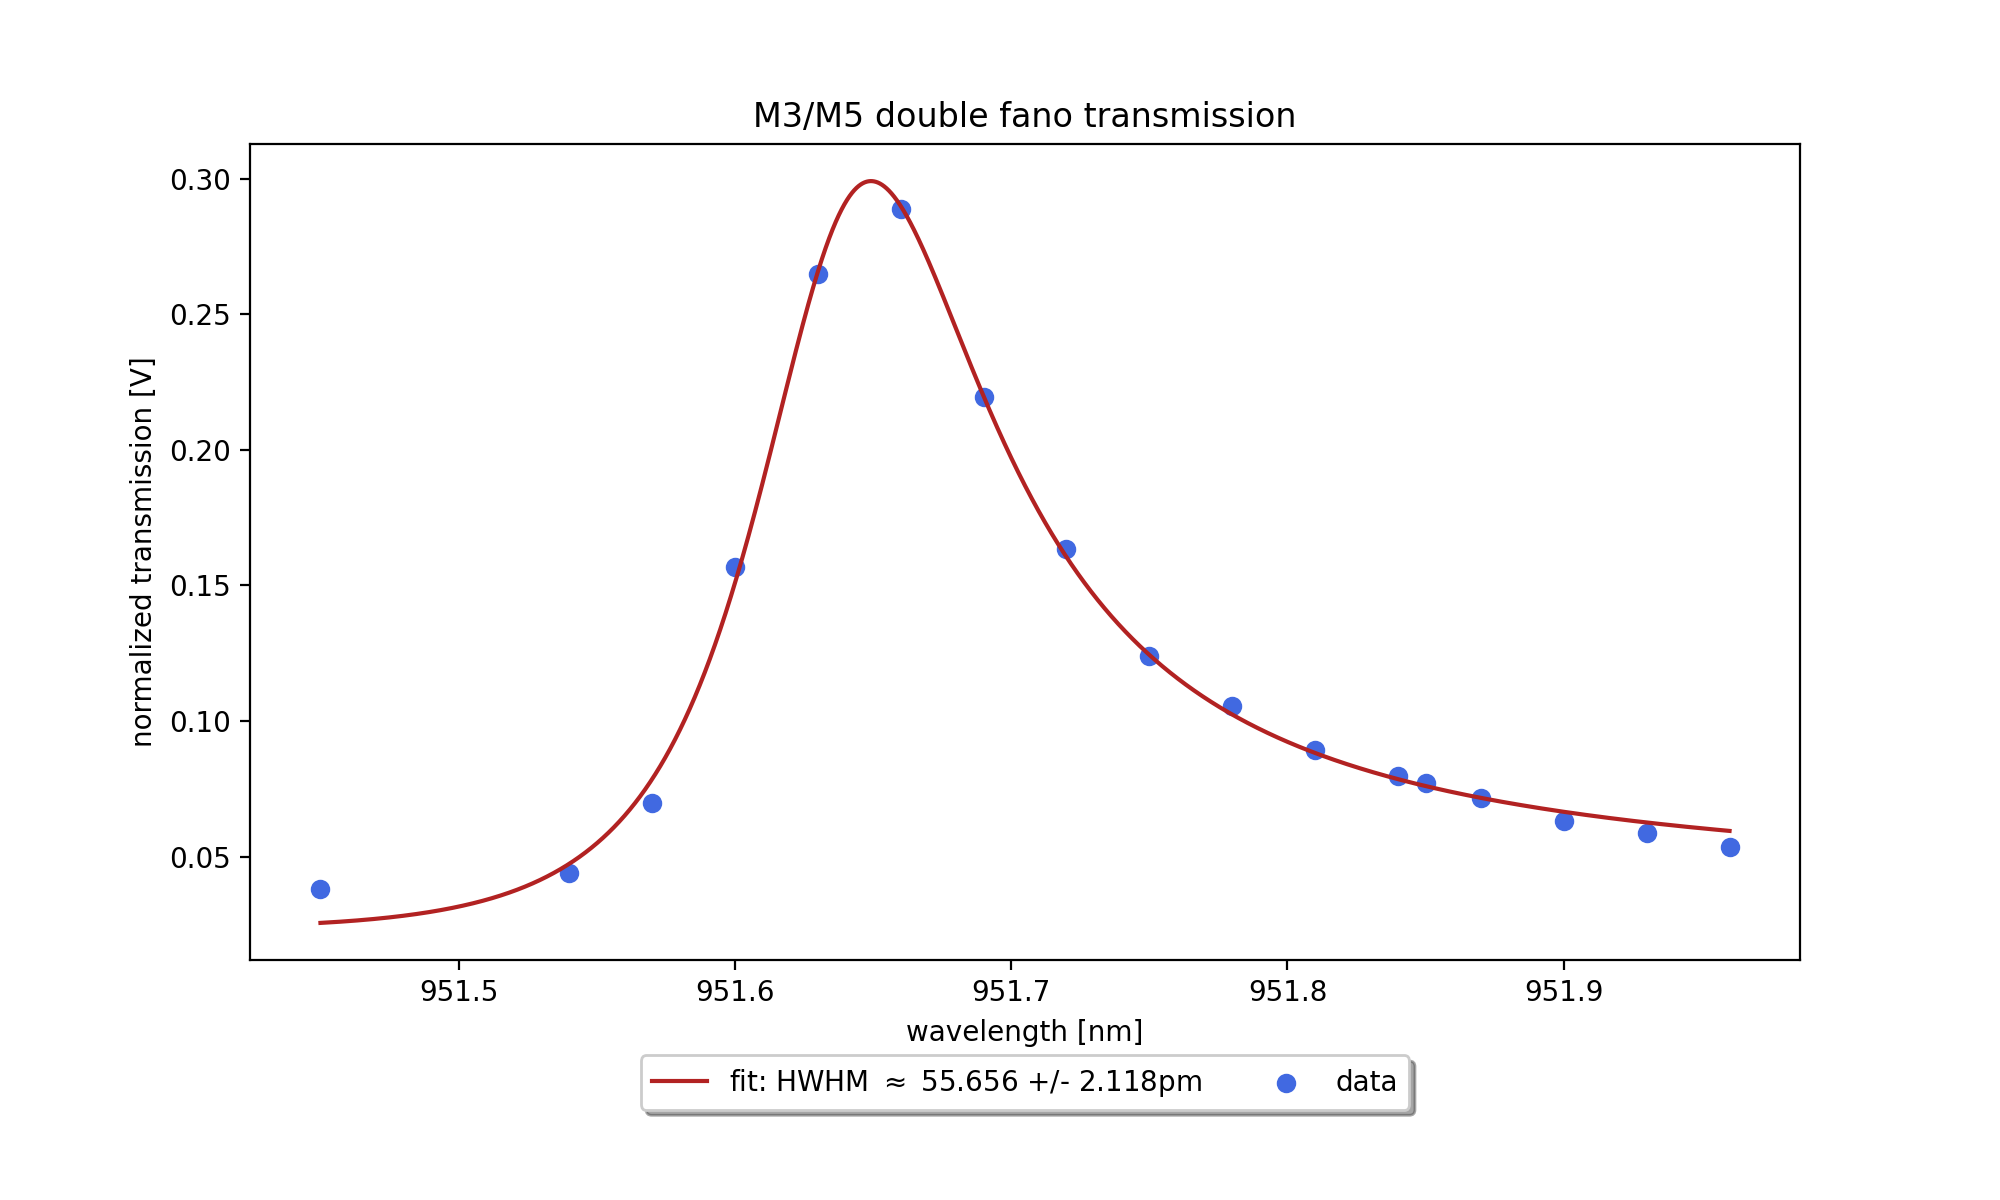 M3/M5 double fano transmission
normalized transmission [V]
0.30
0.25
0.20
0.15
0.10
0.05
951.5 951.6 951.7 951.8 951.9
wavelength [nm]
fit: HWHM ≈ 55.656 +/- 2.118pm data